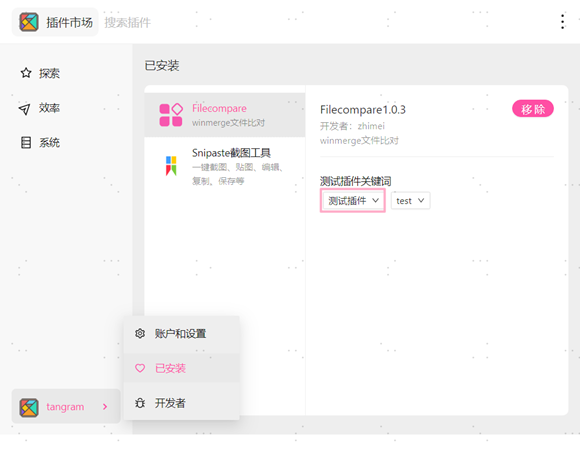 插件市场 搜索插件
探索
效率
系统
已安装
Filecompare
winmerge文件比对
Snipaste截图工具
一键截图、贴图、编辑、
复制、保存等
Filecompare1.0.3
移除
开发者：zhimei
winmerge文件比对
测试插件关键词
测试插件 test
账户和设置
已安装
开发者
tangram